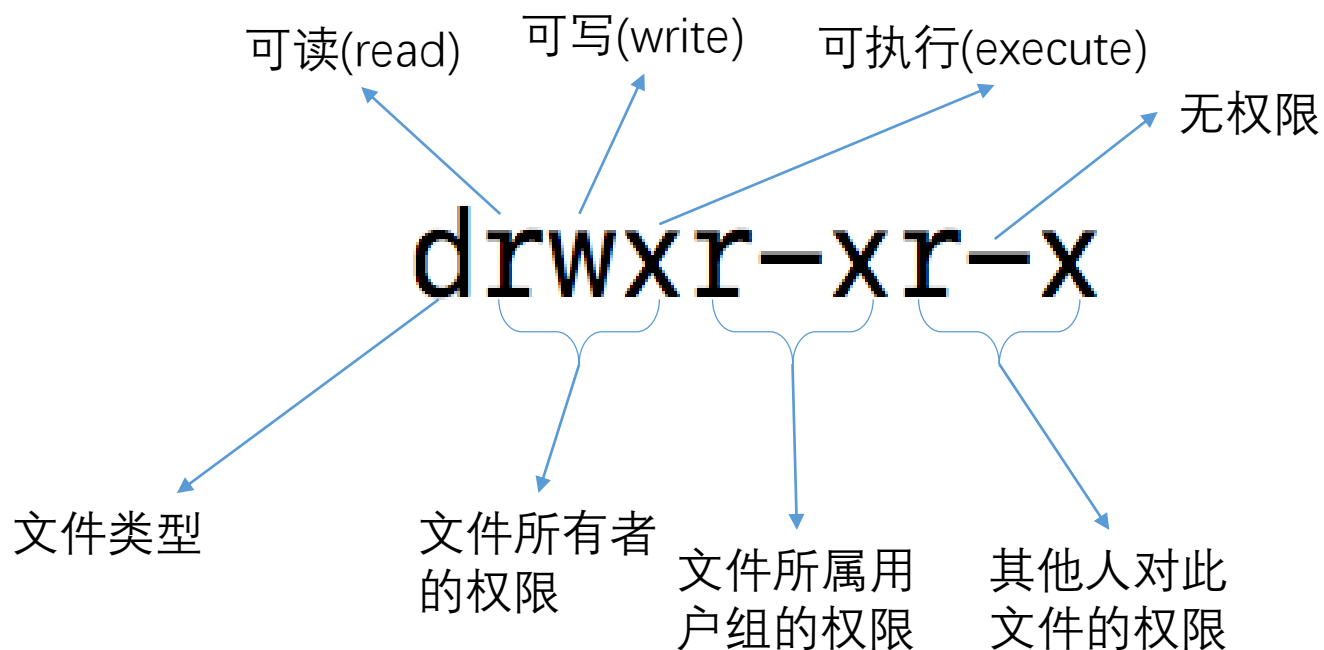 可读(read)
可写(write)
可执行(execute)
无权限
drwxr-xr-x
文件类型
文件所有者
的权限
文件所属用
户组的权限
其他人对此
文件的权限